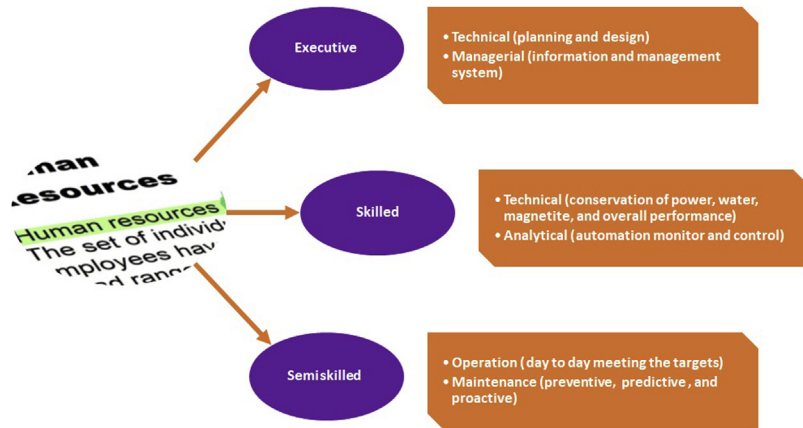 Executive
• Technical (planning and design)
• Managerial (information and management
system)
esources
Human resources
The set of individ
mployees hav
Skilled
• Technical (conservation of power, water,
magnetite, and overall performance)
• Analytical (automation monitor and control)
Semiskilled
• Operation (day to day meeting the targets)
• Maintenance (preventive, predictive, and
proactive)